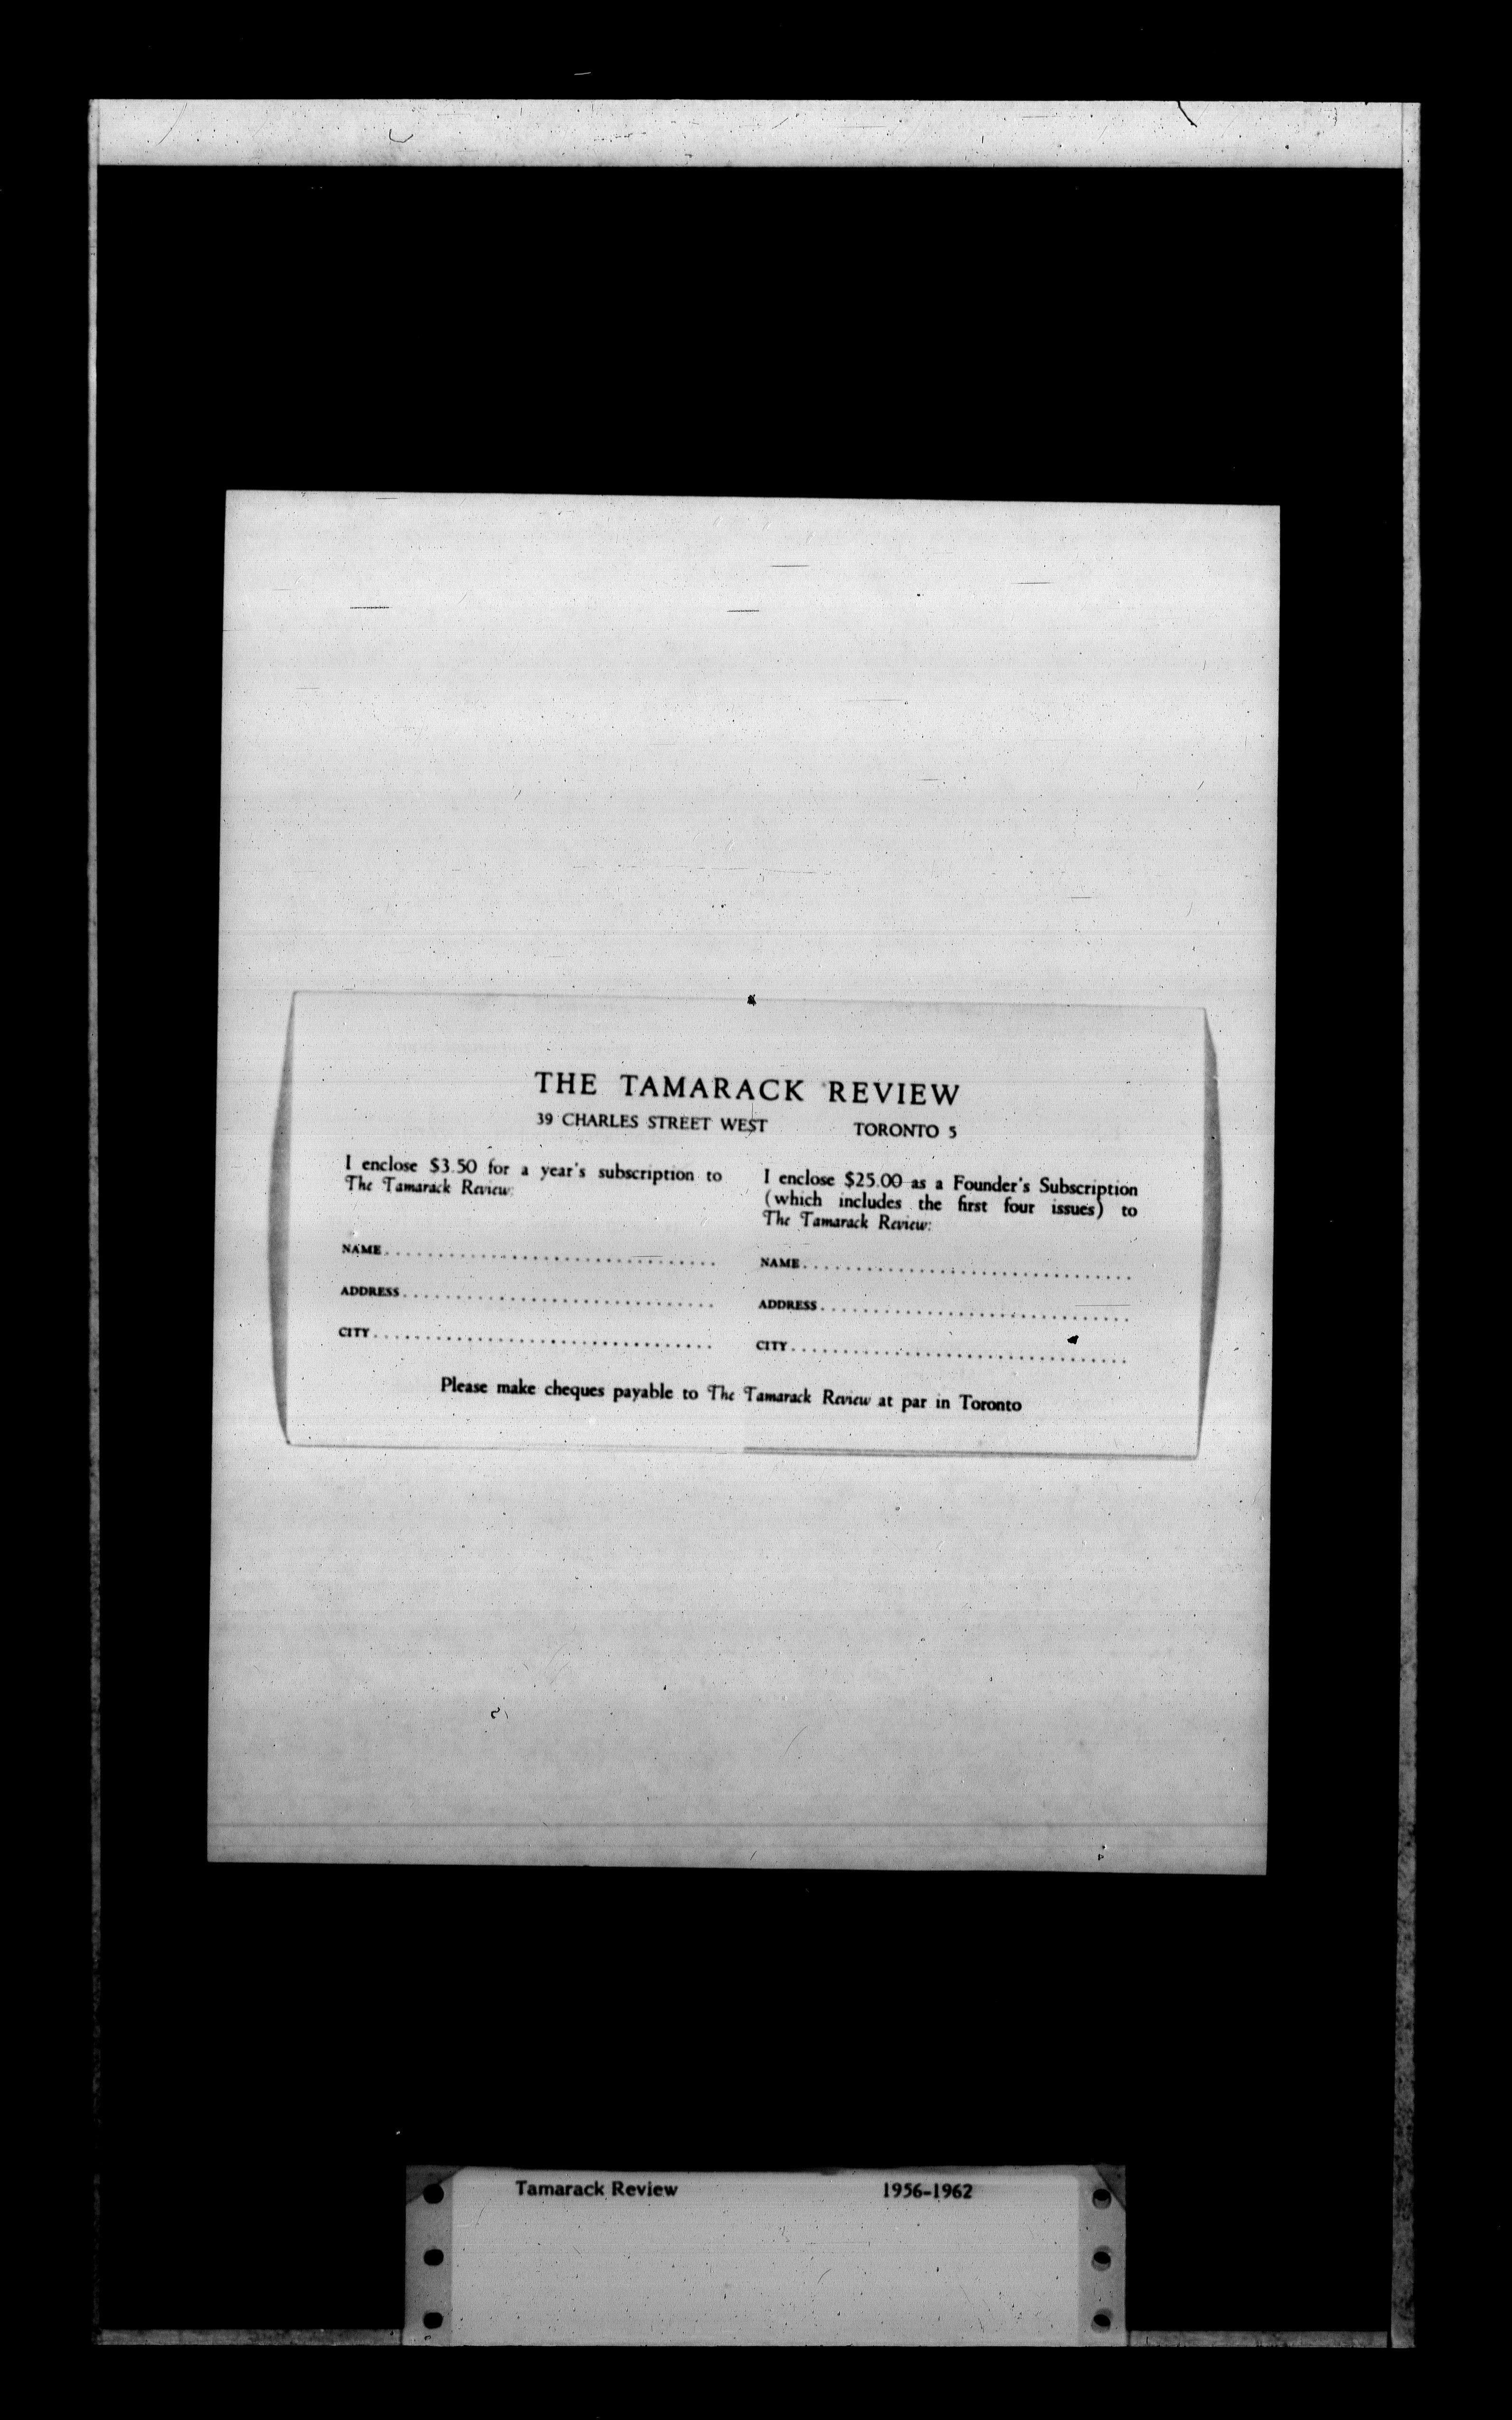 THE TAMARACK REVIEW
39 CHARLES STREET WEST TORONTO 5
I enclose $3.50 for a year's subscription to
The Tamarack Review:
NAME
ADDRESS
CITY
I enclose $25.00 as a Founder's Subscription
(which includes the first four issues) to
The Tamarack Review:
NAME
ADDRESS
CITY
Please make cheques payable to The Tamarack Review at par in Toronto
Tamarack Review 1956-1962